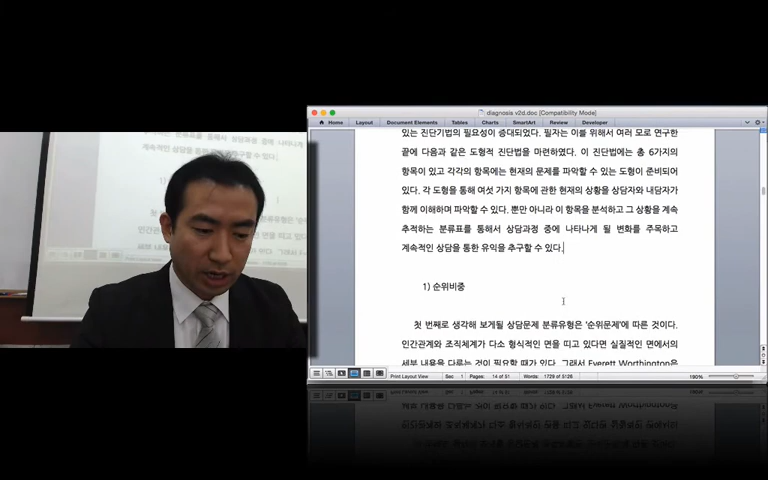 diagnosis v2d.doc [Compatibility Mode]
Home Layout Document Elements Tables Charts SmartArt Review Developer
있는 진단기법의 필요성이 증대되었다. 필자는 이를 위해서 여러 모로 연구한
끝에 다음과 같은 도형적 진단법을 마련하였다. 이 진단법에는 총 6가지의
항목이 있고 각각의 항목에는 현재의 문제를 파악할 수 있는 도형이 준비되어
있다. 각 도형을 통해 여섯 가지 항목에 관한 현재의 상황을 상담자와 내담자가
함께 이해하며 파악할 수 있다. 뿐만 아니라 이 항목을 분석하고 그 상황을 계속
추적하는 분류표를 통해서 상담과정 중에 나타나게 될 변화를 주목하고
계속적인 상담을 통한 유익을 추구할 수 있다.
1) 순위비중
첫 번째로 생각해 보게될 상담문제 분류유형은 '순위문제'에 따른 것이다.
인간관계와 조직체계가 다소 형식적인 면을 띠고 있다면 실질적인 면에서의
세부 내용을 다루는 것이 필요할 때가 있다. 그래서 Everett Worthington은
Print Layout View Sec 1 Pages: 14 of 51 Words: 1729 of 5126 190%